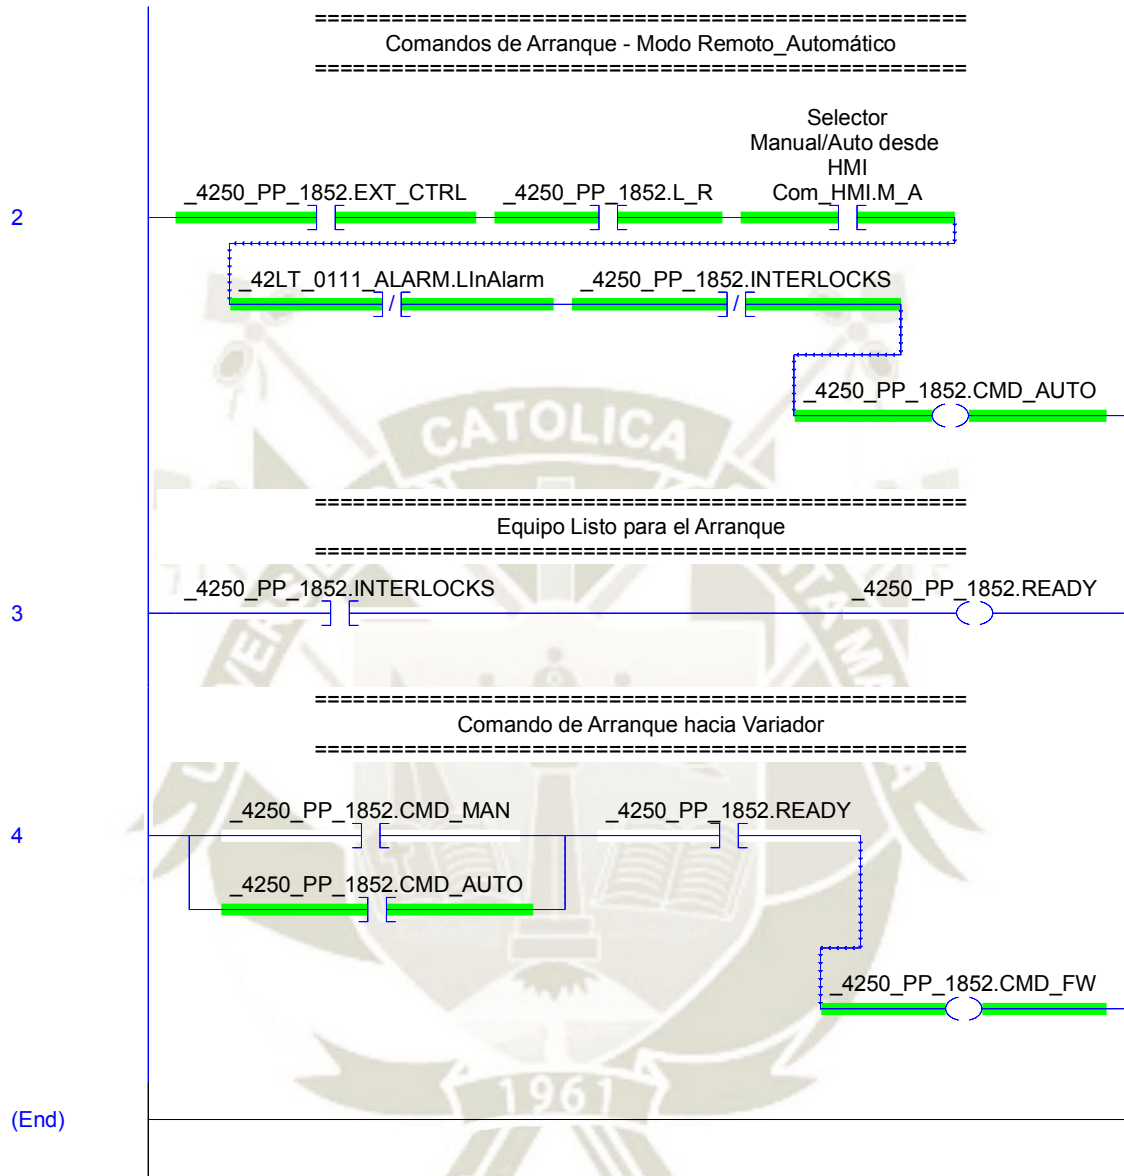 ==================================================
Comandos de Arranque - Modo Remoto_Automático
==================================================
Selector
Manual/Auto desde
HMI
_4250_PP_1852.EXT_CTRL _4250_PP_1852.L_R Com_HMI.M_A
2
_42LT_0111_ALARM.LInAlarm _4250_PP_1852.INTERLOCKS
/ /
_4250_PP_1852.CMD_AUTO
CATOLICA
==================================================
Equipo Listo para el Arranque
==================================================
_4250_PP_1852.INTERLOCKS _4250_PP_1852.READY
3
==================================================
Comando de Arranque hacia Variador
==================================================
_4250_PP_1852.CMD_MAN _4250_PP_1852.READY
4
_4250_PP_1852.CMD_AUTO
_4250_PP_1852.CMD_FW
1961
(End)